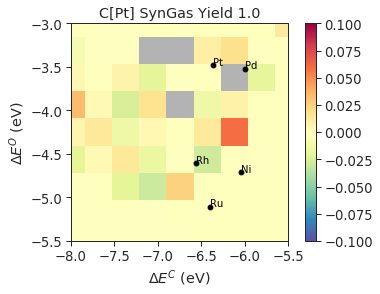 C[Pt] SynGas Yield 1.0
−3.0
−3.5
−4.0
−4.5
−5.0
−5.5
ΔE^O (eV)
Pt
Pd
Rh
Ni
Ru
−8.0 −7.5 −7.0 −6.5 −6.0 −5.5
ΔE^C (eV)
0.100
0.075
0.050
0.025
0.000
−0.025
−0.050
−0.075
−0.100